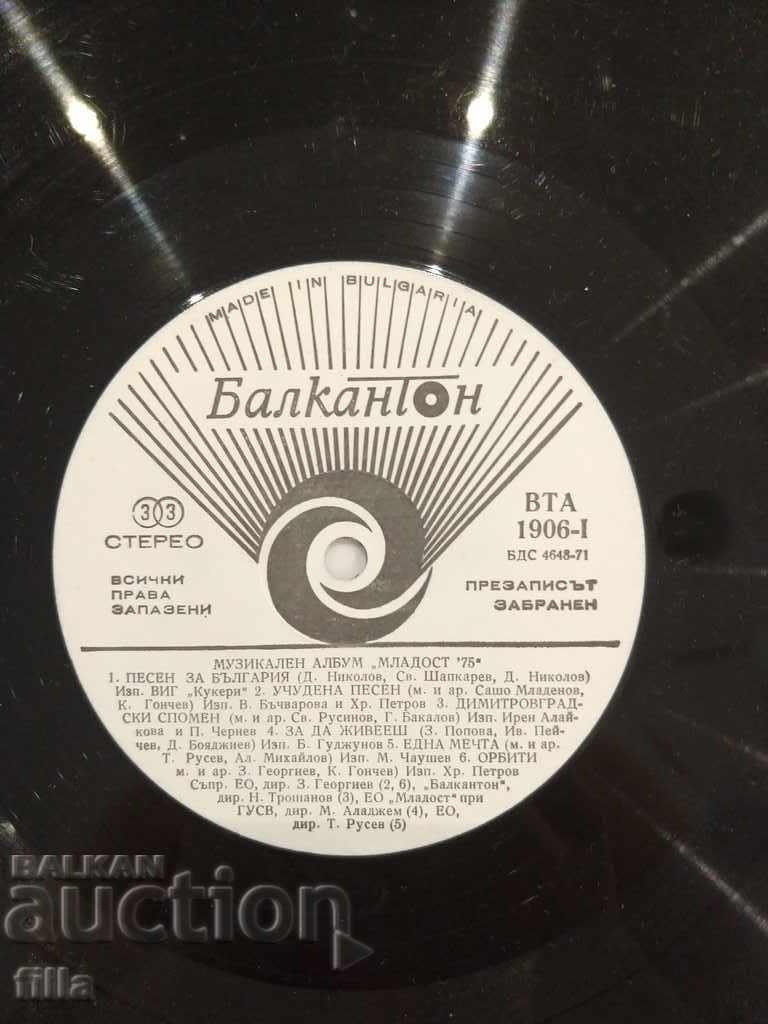 MADE IN BULGARIA
Балкантон
33
СТЕРЕО
ВСИЧКИ
ПРАВА
ЗАПАЗЕНИ
ВТА
1906-I
БДС 4648-71
ПРЕЗАПИСЪТ
ЗАБРАНЕН
МУЗИКАЛЕН АЛБУМ „МЛАДОСТ '75"
1. ПЕСЕН ЗА БЪЛГАРИЯ (Д. Николов, Св. Шапкарев, Д. Николов)
Изп. ВИГ „Кукери" 2. УЧУДЕНА ПЕСЕН (м. и ар. Сашо Младенов,
К. Гончев) Изп. В. Бъчварова и Хр. Петров 3. ДИМИТРОВГРАД-
СКИ СПОМЕН (м. и ар. Св. Русинов, Г. Бакалов) Изп. Ирен Алай-
кова и П. Чернев 4. ЗА ДА ЖИВЕЕШ (З. Попова, Ив. Пей-
чев, Д. Бояджиев) Изп. Б. Гуджунов 5. ЕДНА МЕЧТА (м. и ар.
Т. Русев, Ал. Михайлов) Изп. М. Чаушев 6. ОРБИТИ
м. и ар. З. Георгиев, К. Гончев) Изп. Хр. Петров
Съпр. ЕО, дир. З. Георгиев (2, 6), „Балкантон",
дир. Н. Трошанов (3), ЕО „Младост" при
ГУСВ, дир. М. Аладжем (4), ЕО,
дир. Т. Русев (5)
BALKAN
auction
filla